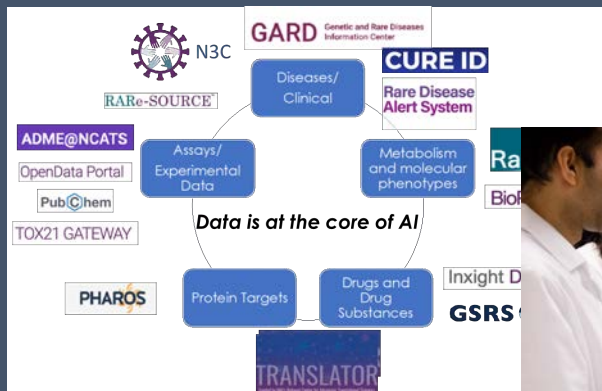 GARD Genetic and Rare Diseases
Information Center
N3C
CURE ID
Diseases/
Clinical
RARe-SOURCE™
Rare Disease
Alert System
ADME@NCATS
Assays/
Experimental
Data
Metabolism
and molecular
phenotypes
OpenData Portal
PubChem
Data is at the core of AI
TOX21 GATEWAY
PHAROS
Protein Targets
Drugs and
Drug
Substances
Inxight
GSRS
TRANSLATOR